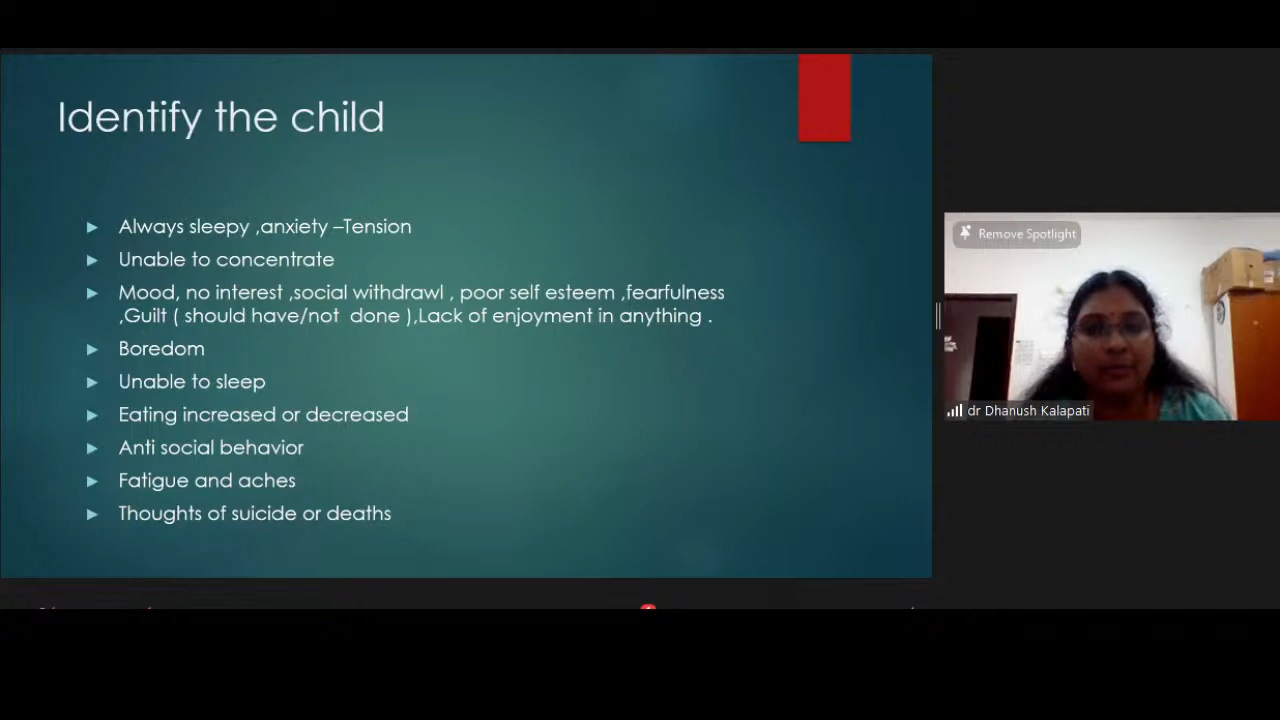 Identify the child
Always sleepy ,anxiety –Tension
Unable to concentrate
Mood, no interest ,social withdrawl , poor self esteem ,fearfulness
,Guilt ( should have/not done ),Lack of enjoyment in anything .
Boredom
Unable to sleep
Eating increased or decreased
Anti social behavior
Fatigue and aches
Thoughts of suicide or deaths
Remove Spotlight
dr Dhanush Kalapati